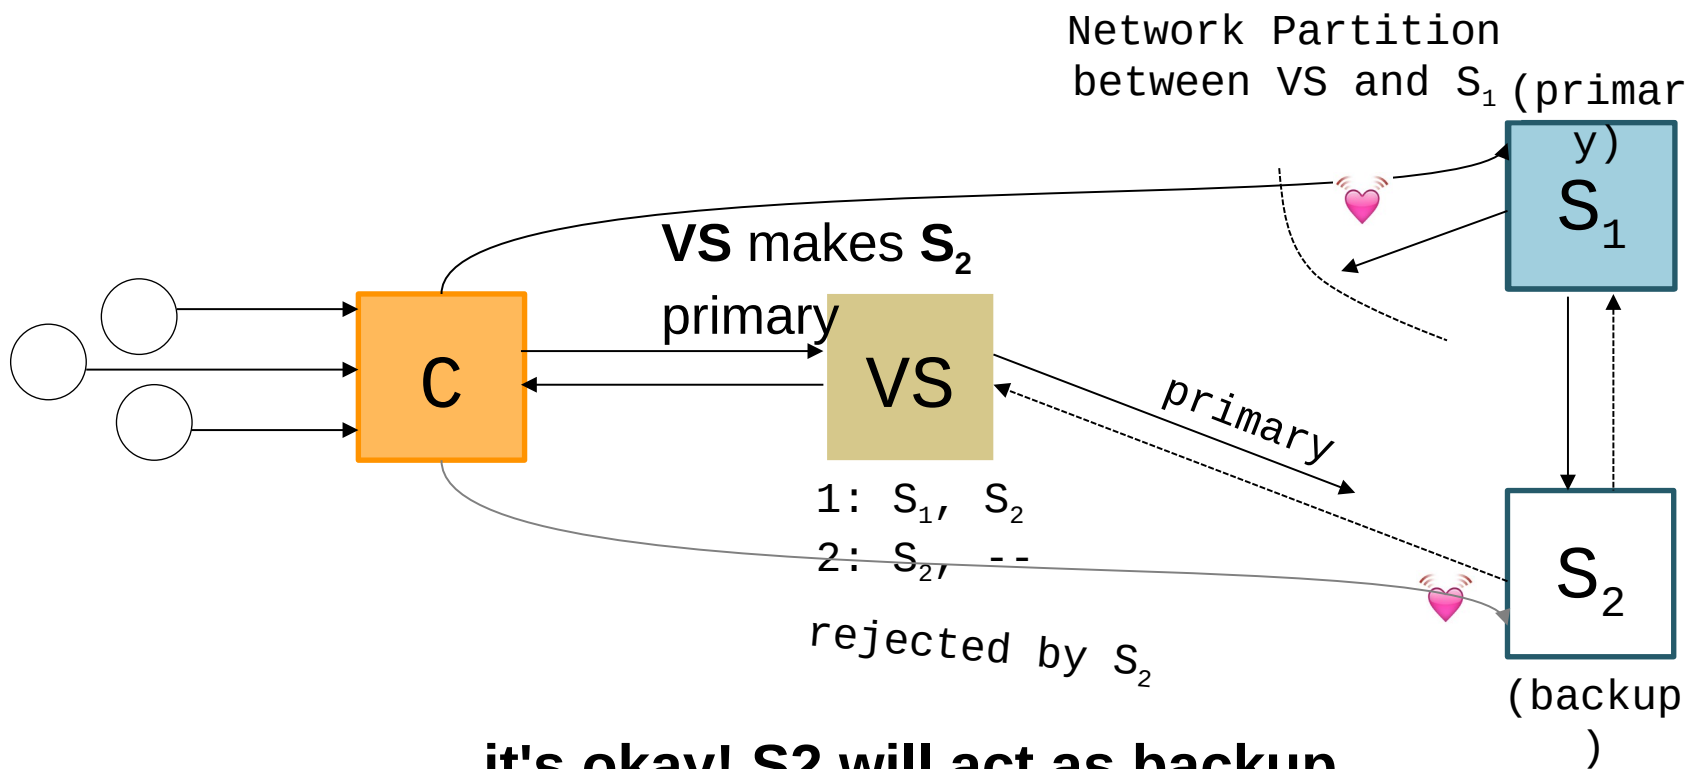 Network Partition
between VS and S₁
(primar
y)
S₁
VS makes S₂
primary
C
VS
primary
1: S₁, S₂
2: S₂, --
S₂
rejected by S₂
(backup
)
it's okay! S2 will act as backup